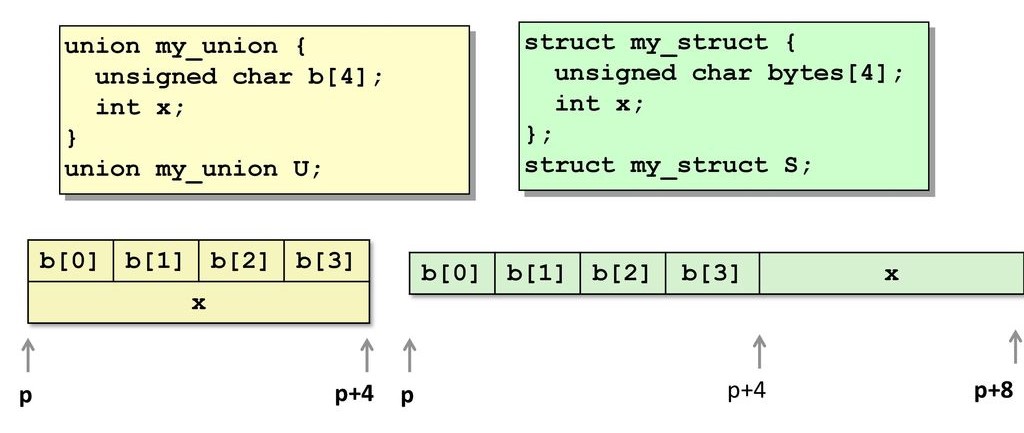 union my_union {
unsigned char b[4];
int x;
}
union my_union U;
struct my_struct {
unsigned char bytes[4];
int x;
};
struct my_struct S;
b[0] b[1] b[2] b[3]
x
p p+4
b[0] b[1] b[2] b[3] x
p p+4 p+8